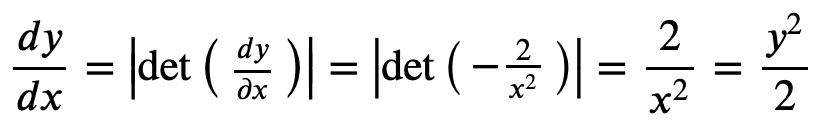 dy/dx = |det ( dy/∂x )| = |det ( − 2/x² )| = 2/x² = y²/2